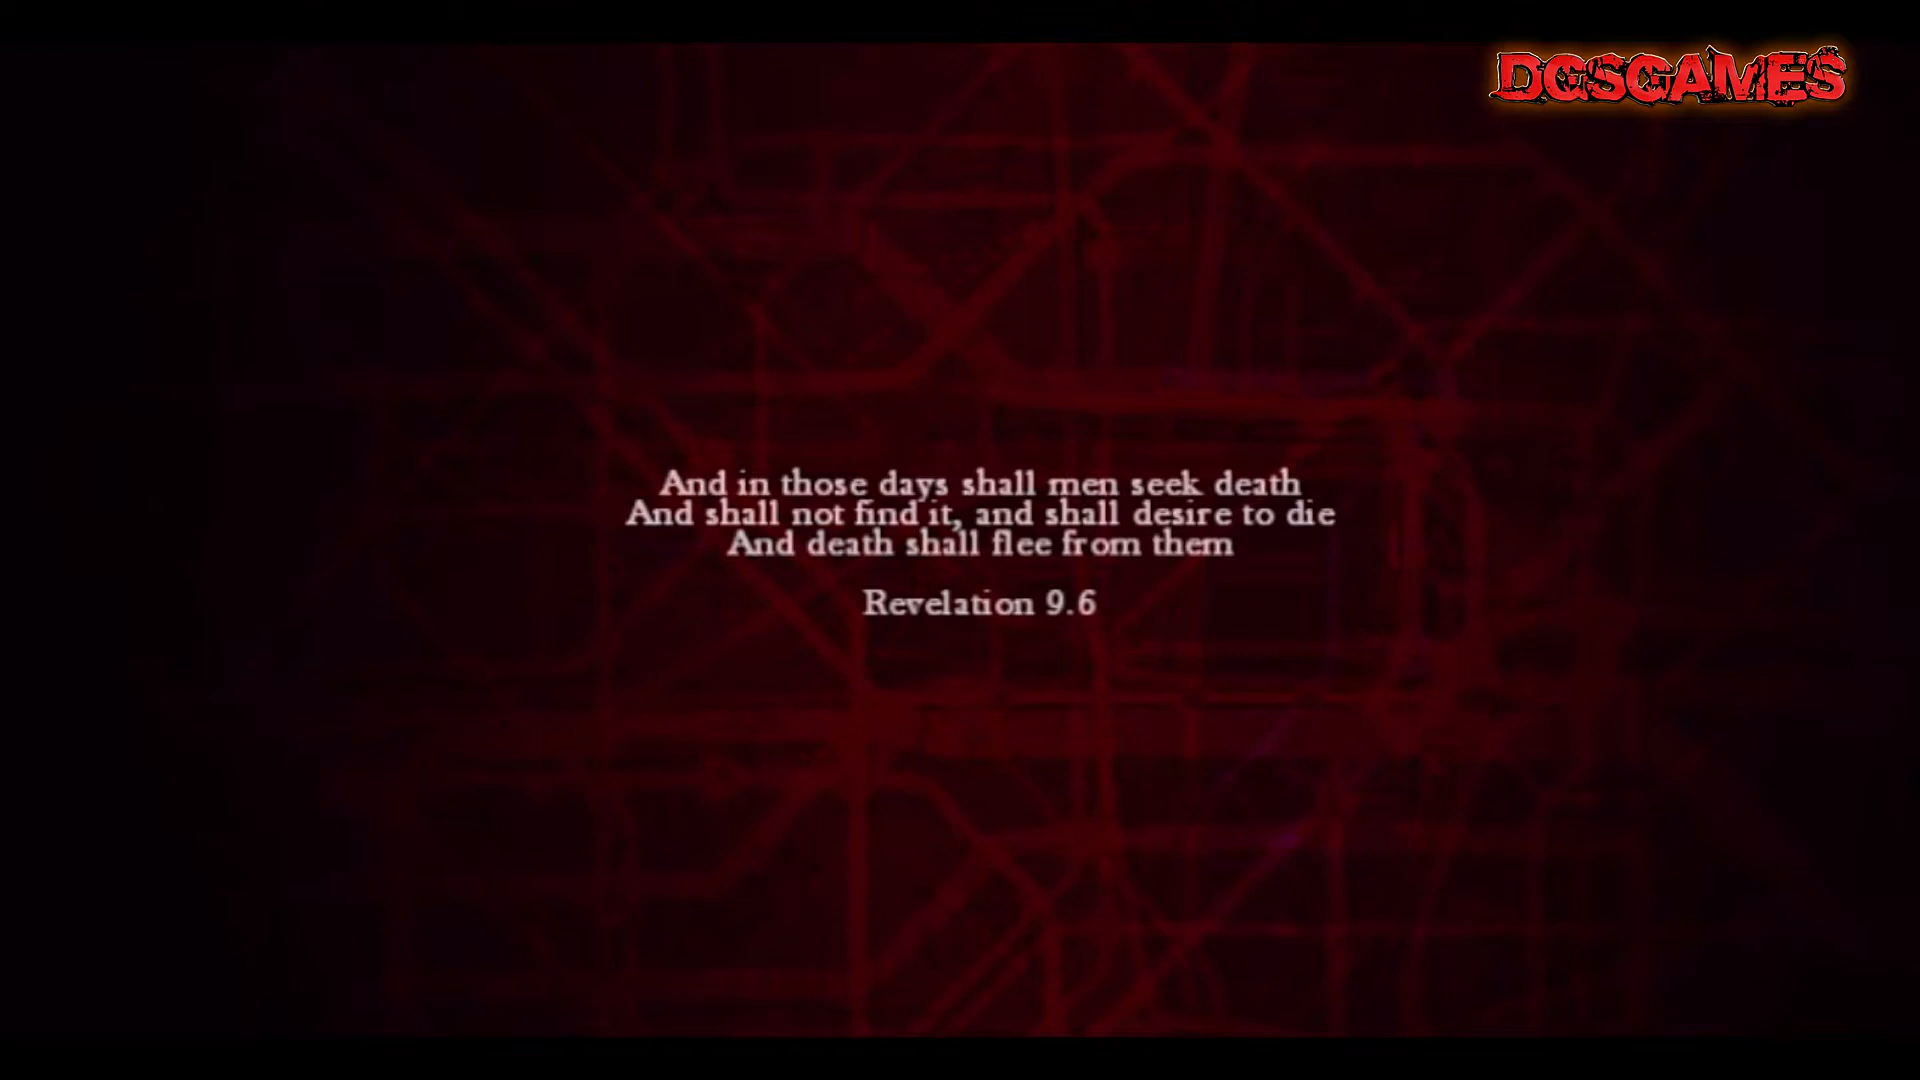 DGSGAMES
And in those days shall men seek death
And shall not find it, and shall desire to die
And death shall flee from them
Revelation 9.6